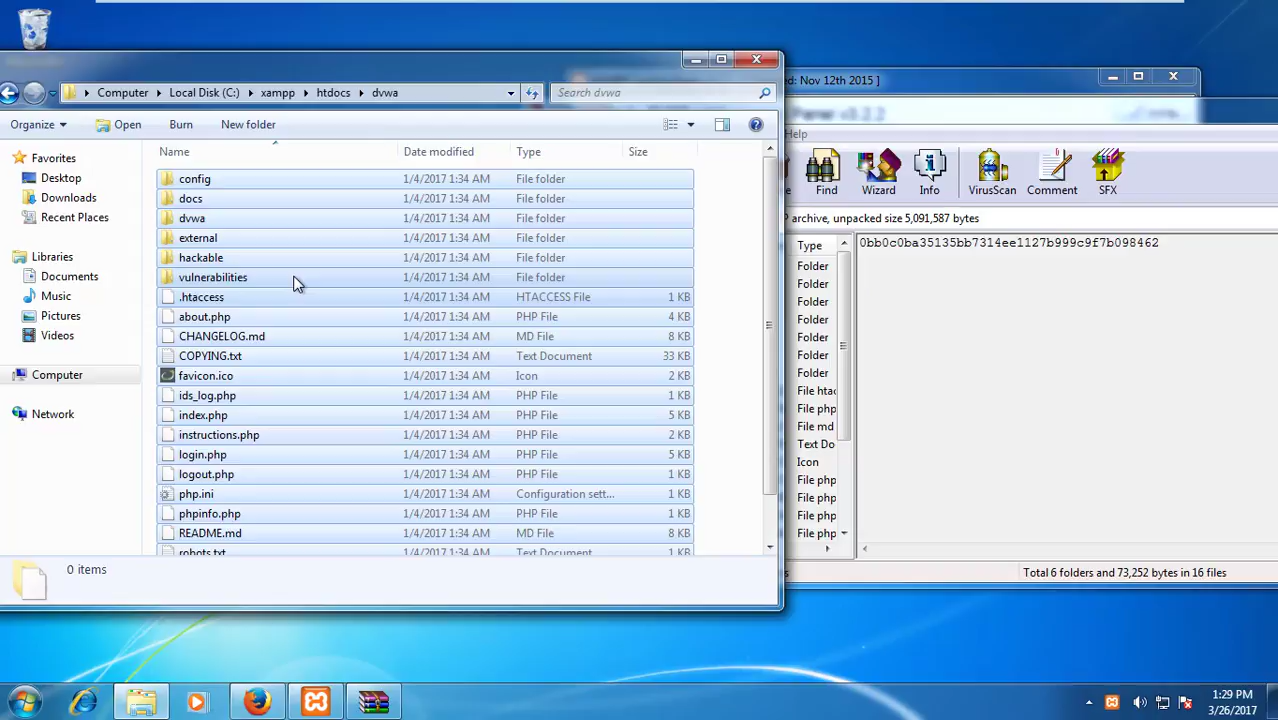 ed: Nov 12th 2015 ]
Computer
Local Disk (C:)
xampp
htdocs
dvwa
Search dvwa
Panel v3.2.2
Organize
Open
Burn
New folder
Help
Find
Wizard
Info
VirusScan
Comment
SFX
P archive, unpacked size 5,091,587 bytes
Favorites
Desktop
Downloads
Recent Places
Libraries
Documents
Music
Pictures
Videos
Computer
Network
Name Date modified Type Size
config 1/4/2017 1:34 AM File folder
docs 1/4/2017 1:34 AM File folder
dvwa 1/4/2017 1:34 AM File folder
external 1/4/2017 1:34 AM File folder
hackable 1/4/2017 1:34 AM File folder
vulnerabilities 1/4/2017 1:34 AM File folder
.htaccess 1/4/2017 1:34 AM HTACCESS File 1 KB
about.php 1/4/2017 1:34 AM PHP File 4 KB
CHANGELOG.md 1/4/2017 1:34 AM MD File 8 KB
COPYING.txt 1/4/2017 1:34 AM Text Document 33 KB
favicon.ico 1/4/2017 1:34 AM Icon 2 KB
ids_log.php 1/4/2017 1:34 AM PHP File 1 KB
index.php 1/4/2017 1:34 AM PHP File 5 KB
instructions.php 1/4/2017 1:34 AM PHP File 2 KB
login.php 1/4/2017 1:34 AM PHP File 5 KB
logout.php 1/4/2017 1:34 AM PHP File 1 KB
php.ini 1/4/2017 1:34 AM Configuration sett... 1 KB
phpinfo.php 1/4/2017 1:34 AM PHP File 1 KB
README.md 1/4/2017 1:34 AM MD File 8 KB
robots.txt 1/4/2017 1:34 AM Text Document 1 KB
0 items
Type
Folder
Folder
Folder
Folder
Folder
Folder
Folder
File htac
File php
File md
Text Do
Icon
File php
File php
File php
File php
0bb0c0ba35135bb7314ee1127b999c9f7b098462
Total 6 folders and 73,252 bytes in 16 files
1:29 PM
3/26/2017